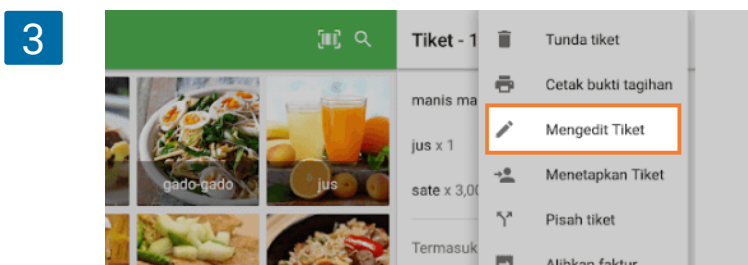 3
Tiket - 1
Tunda tiket
Cetak bukti tagihan
manis ma
Mengedit Tiket
jus x 1
gado-gado
jus
Menetapkan Tiket
sate x 3,00
Pisah tiket
Termasuk
Alihkan faktur